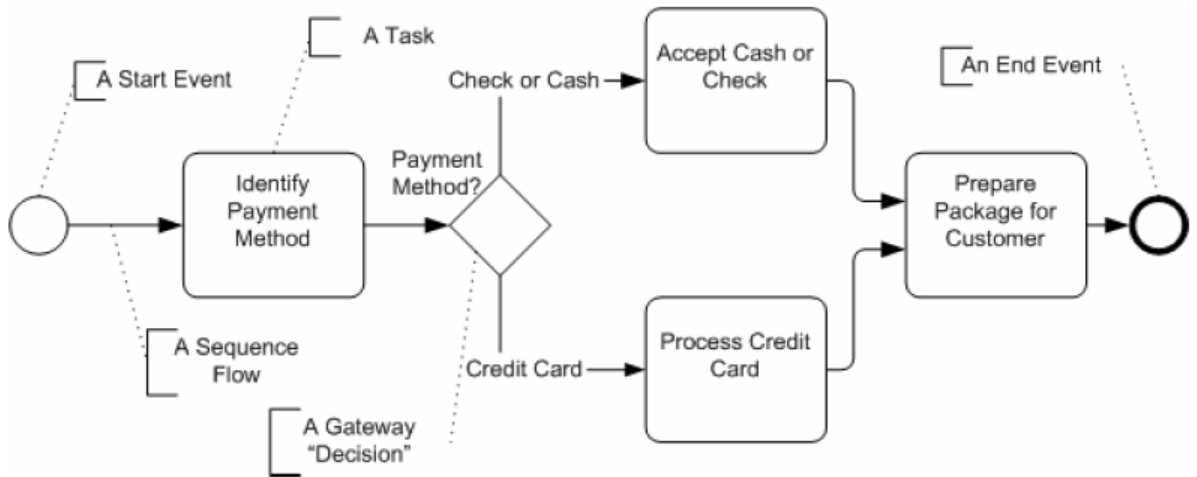 A Task
A Start Event
Accept Cash or
Check
An End Event
Check or Cash
Payment
Method?
Identify
Payment
Method
Prepare
Package for
Customer
A Sequence
Flow
Process Credit
Card
Credit Card
A Gateway
“Decision”